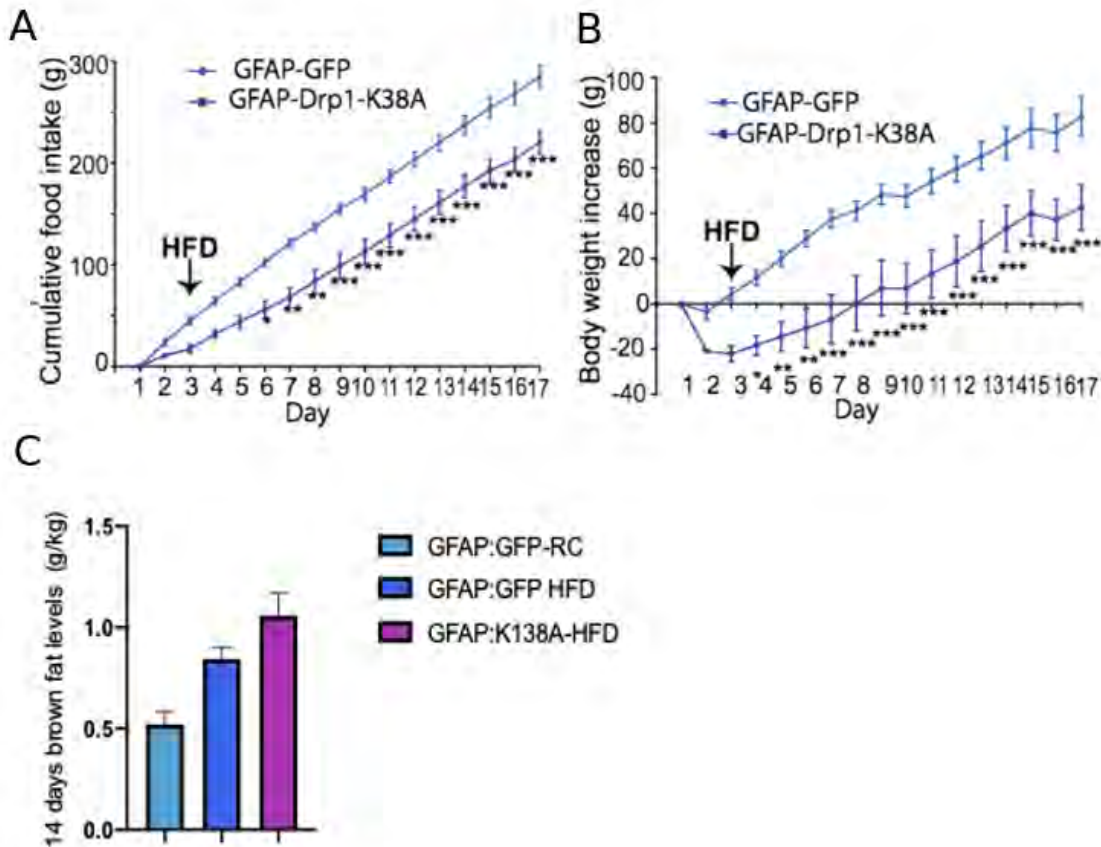 A
Cumulative food intake (g)
300
200
100
0
GFAP-GFP
GFAP-Drp1-K38A
HFD
*
**
**
***
***
***
***
***
***
***
***
***
1 2 3 4 5 6 7 8 9 10 11 12 13 14 15 16 17
Day
B
Body weight increase (g)
100
80
60
40
20
0
-20
-40
GFAP-GFP
GFAP-Drp1-K38A
HFD
*
**
**
***
***
***
***
***
***
***
***
***
***
***
1 2 3 4 5 6 7 8 9 10 11 12 13 14 15 16 17
Day
C
14 days brown fat levels (g/kg)
1.5
1.0
0.5
0.0
GFAP:GFP-RC
GFAP:GFP HFD
GFAP:K138A-HFD